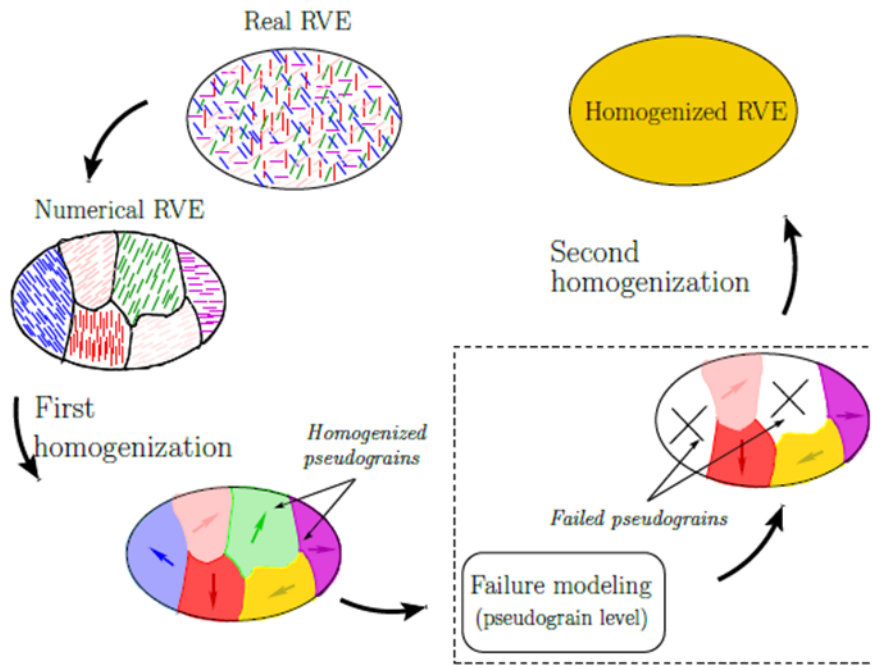 Real RVE
Homogenized RVE
Numerical RVE
Second
homogenization
First
homogenization
Homogenized
pseudograins
Failed pseudograins
Failure modeling
(pseudograin level)